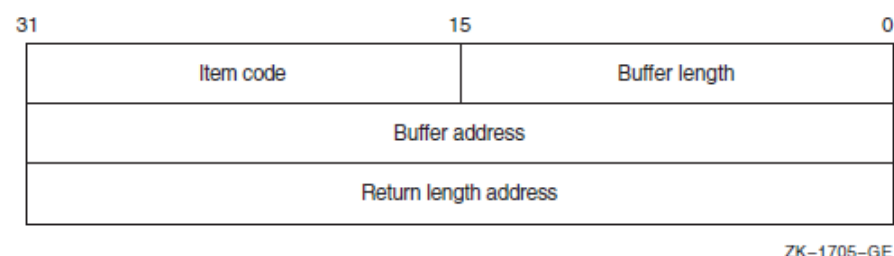 31 15 0
Item code Buffer length
Buffer address
Return length address
ZK–1705–GE